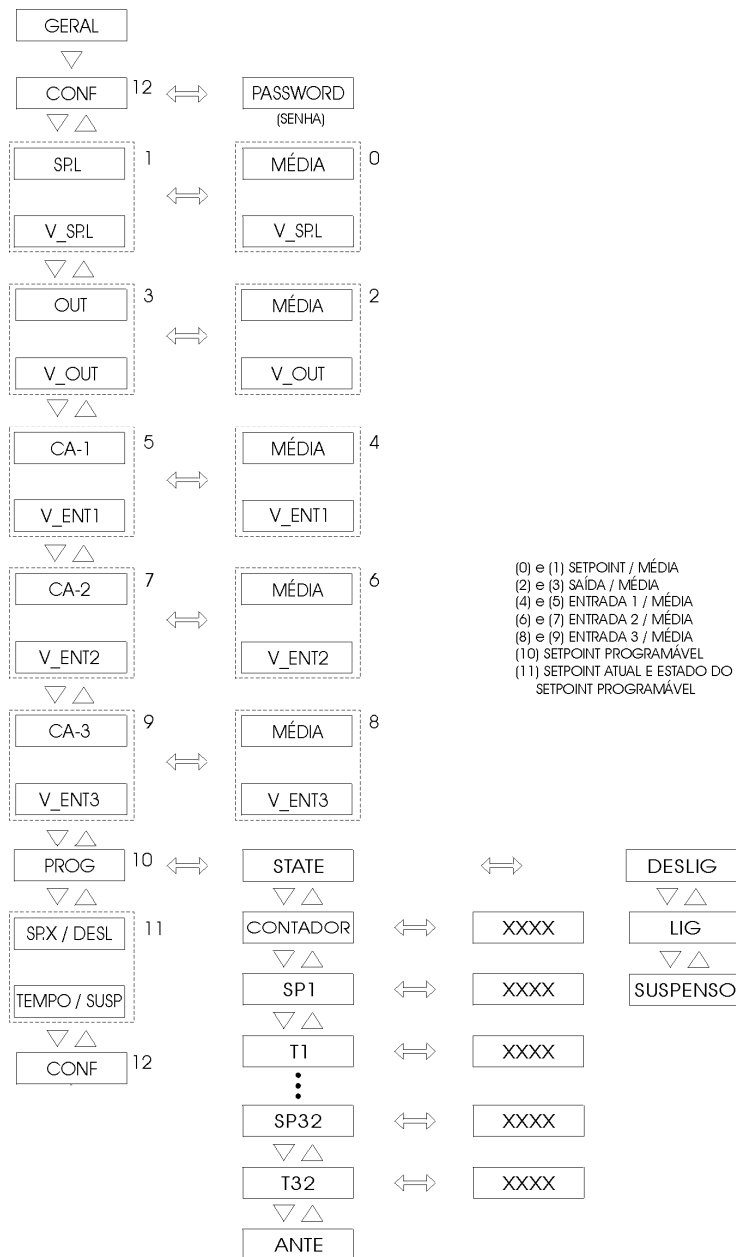 GERAL
CONF 12 PASSWORD
(SENHA)
SP.L 1 MÉDIA 0
V_SP.L V_SP.L
OUT 3 MÉDIA 2
V_OUT V_OUT
CA-1 5 MÉDIA 4
V_ENT1 V_ENT1
CA-2 7 MÉDIA 6
V_ENT2 V_ENT2
CA-3 9 MÉDIA 8
V_ENT3 V_ENT3
(0) e (1) SETPOINT / MÉDIA
(2) e (3) SAÍDA / MÉDIA
(4) e (5) ENTRADA 1 / MÉDIA
(6) e (7) ENTRADA 2 / MÉDIA
(8) e (9) ENTRADA 3 / MÉDIA
(10) SETPOINT PROGRAMÁVEL
(11) SETPOINT ATUAL E ESTADO DO
SETPOINT PROGRAMÁVEL
PROG 10 STATE DESLIG
SP.X / DESL 11 CONTADOR XXXX LIG
TEMPO / SUSP SP1 XXXX SUSPENSO
CONF 12 T1 XXXX
SP32 XXXX
T32 XXXX
ANTE